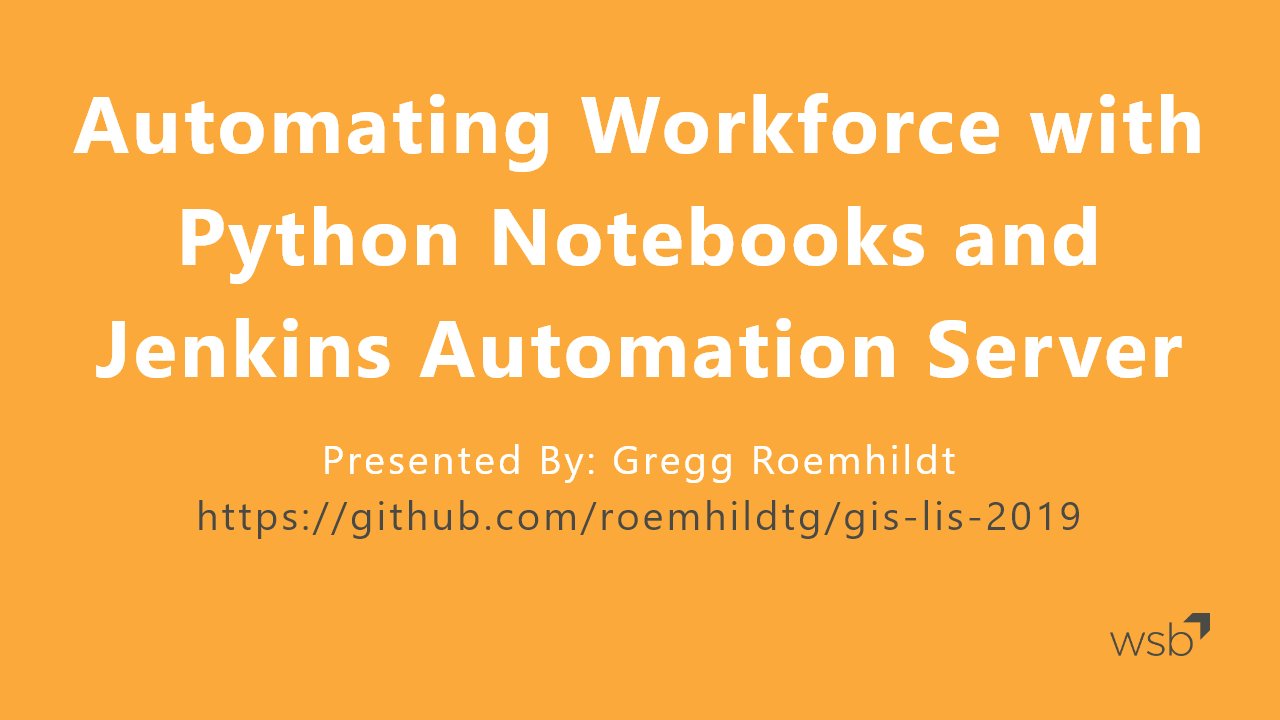 Automating Workforce with
Python Notebooks and
Jenkins Automation Server
Presented By: Gregg Roemhildt
https://github.com/roemhildtg/gis-lis-2019
wsb